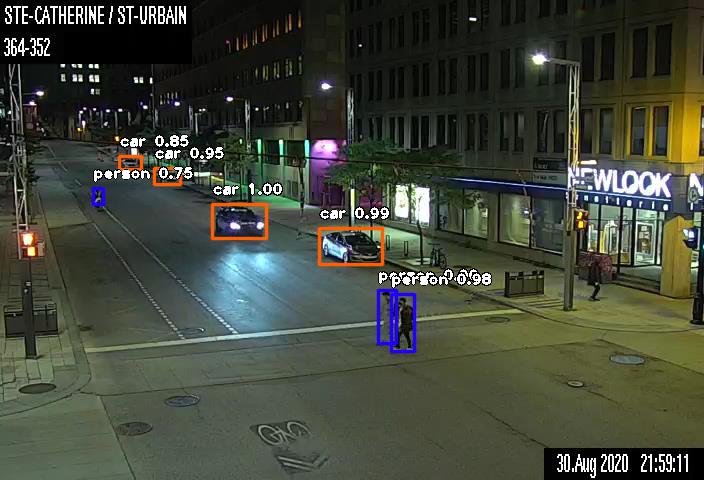 STE-CATHERINE / ST-URBAIN
364-352
car 0.85
car 0.95
person 0.75
car 1.00
car 0.99
person 0.98
NEWLOOK
30.Aug 2020 21:59:11